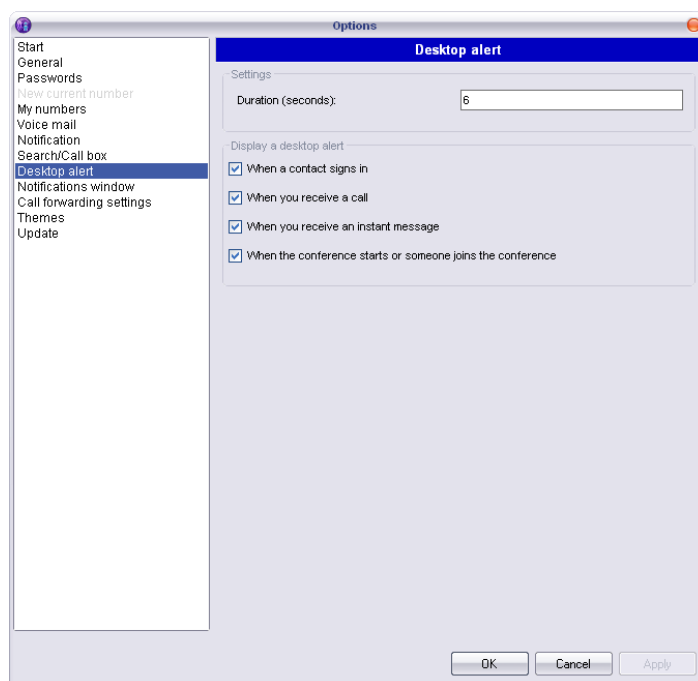 Options
Start
General
Passwords
New current number
My numbers
Voice mail
Notification
Search/Call box
Desktop alert
Notifications window
Call forwarding settings
Themes
Update
Desktop alert
Settings
Duration (seconds): 6
Display a desktop alert
When a contact signs in
When you receive a call
When you receive an instant message
When the conference starts or someone joins the conference
OK Cancel Apply